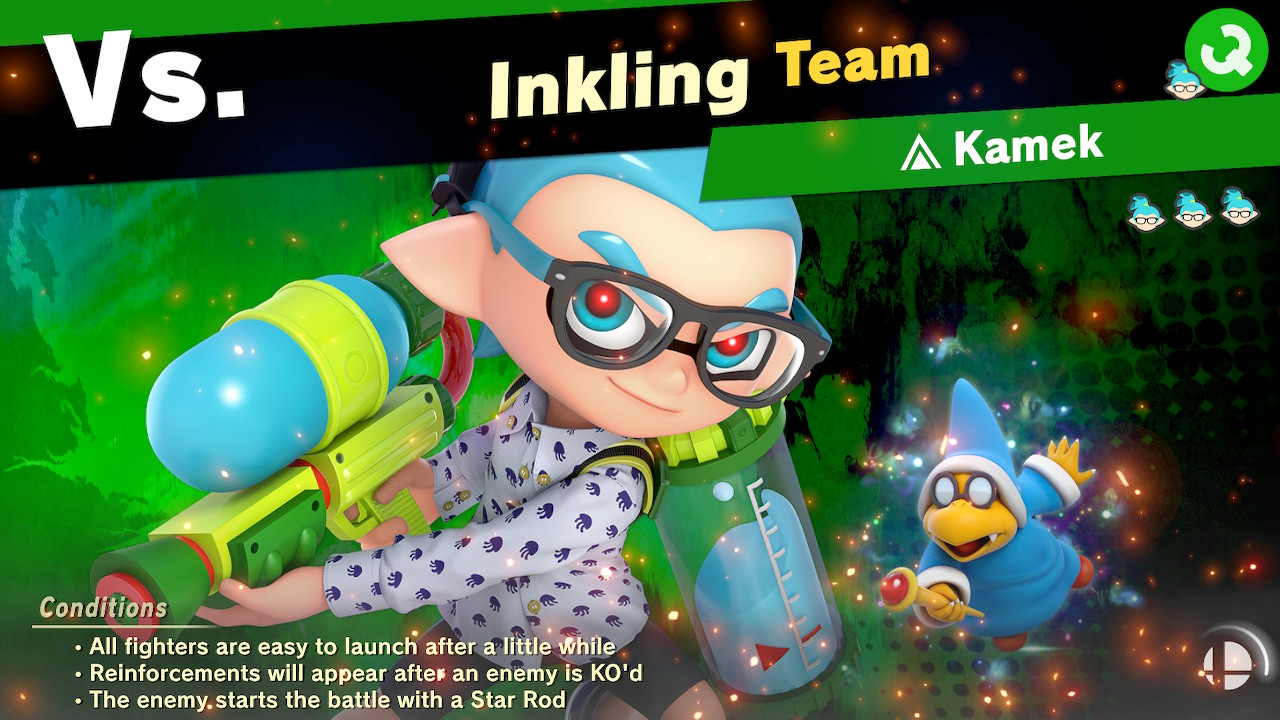 Vs.
Inkling Team
Kamek
Conditions
• All fighters are easy to launch after a little while
• Reinforcements will appear after an enemy is KO'd
• The enemy starts the battle with a Star Rod